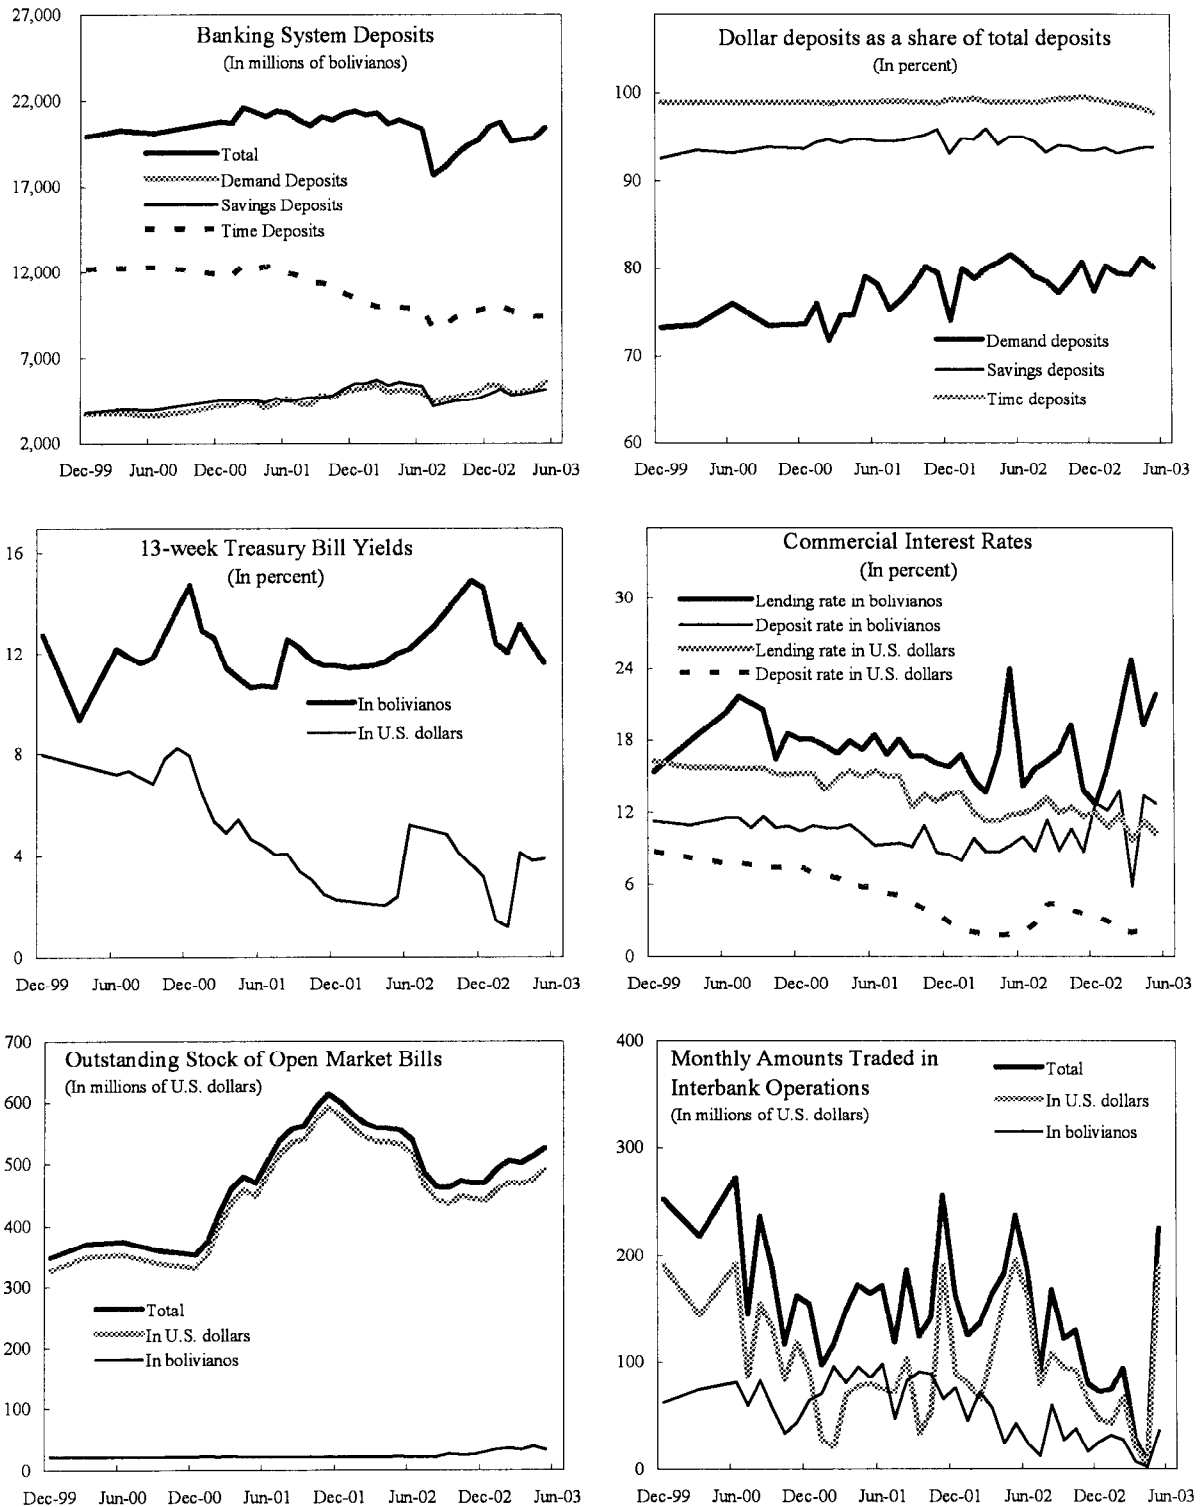 Banking System Deposits
(In millions of bolivianos)
27,000
22,000
17,000
12,000
7,000
2,000
Total
Demand Deposits
Savings Deposits
Time Deposits
Dec-99 Jun-00 Dec-00 Jun-01 Dec-01 Jun-02 Dec-02 Jun-03
Dollar deposits as a share of total deposits
(In percent)
100
90
80
70
60
Demand deposits
Savings deposits
Time deposits
Dec-99 Jun-00 Dec-00 Jun-01 Dec-01 Jun-02 Dec-02 Jun-03
13-week Treasury Bill Yields
(In percent)
16
12
8
4
0
In bolivianos
In U.S. dollars
Dec-99 Jun-00 Dec-00 Jun-01 Dec-01 Jun-02 Dec-02 Jun-03
Commercial Interest Rates
(In percent)
30
24
18
12
6
0
Lending rate in bolivianos
Deposit rate in bolivianos
Lending rate in U.S. dollars
Deposit rate in U.S. dollars
Dec-99 Jun-00 Dec-00 Jun-01 Dec-01 Jun-02 Dec-02 Jun-03
Outstanding Stock of Open Market Bills
(In millions of U.S. dollars)
700
600
500
400
300
200
100
0
Total
In U.S. dollars
In bolivianos
Dec-99 Jun-00 Dec-00 Jun-01 Dec-01 Jun-02 Dec-02 Jun-03
Monthly Amounts Traded in
Interbank Operations
(In millions of U.S. dollars)
400
300
200
100
0
Total
In U.S. dollars
In bolivianos
Dec-99 Jun-00 Dec-00 Jun-01 Dec-01 Jun-02 Dec-02 Jun-03